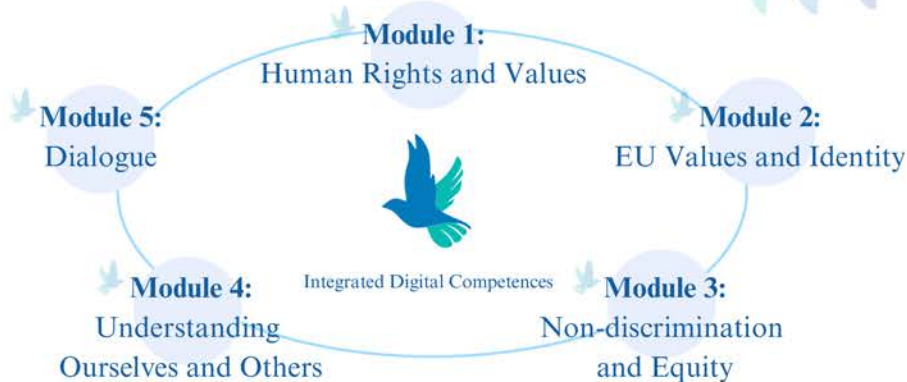 Module 1:
Human Rights and Values
Module 2:
EU Values and Identity
Module 3:
Non-discrimination
and Equity
Module 4:
Understanding
Ourselves and Others
Module 5:
Dialogue
Integrated Digital Competences